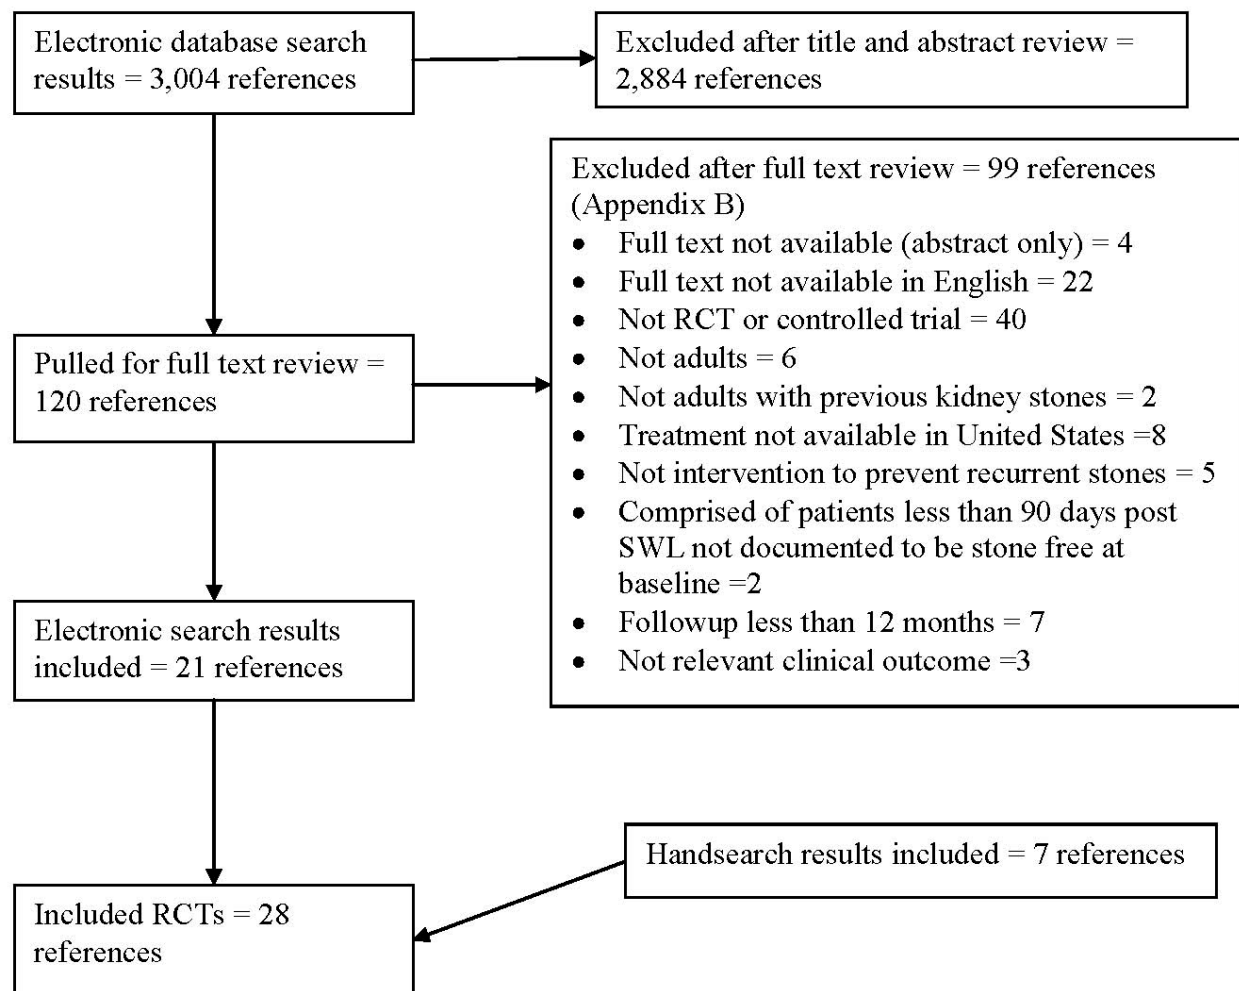 Electronic database search
results = 3,004 references
Excluded after title and abstract review =
2,884 references
Excluded after full text review = 99 references
(Appendix B)
• Full text not available (abstract only) = 4
• Full text not available in English = 22
• Not RCT or controlled trial = 40
• Not adults = 6
• Not adults with previous kidney stones = 2
• Treatment not available in United States =8
• Not intervention to prevent recurrent stones = 5
• Comprised of patients less than 90 days post
SWL not documented to be stone free at
baseline =2
• Followup less than 12 months = 7
• Not relevant clinical outcome =3
Pulled for full text review =
120 references
Electronic search results
included = 21 references
Handsearch results included = 7 references
Included RCTs = 28
references